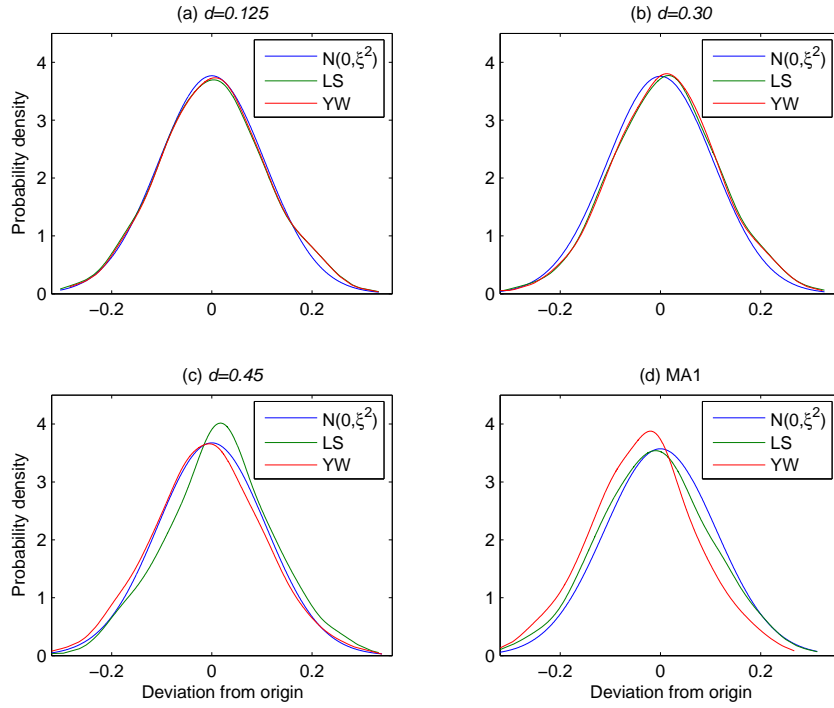 (a) d=0.125
4
3
2
1
0
−0.2
0
0.2
Probability density
N(0,ξ²)
LS
YW
(b) d=0.30
4
3
2
1
0
−0.2
0
0.2
N(0,ξ²)
LS
YW
(c) d=0.45
4
3
2
1
0
−0.2
0
0.2
Probability density
Deviation from origin
N(0,ξ²)
LS
YW
(d) MA1
4
3
2
1
0
−0.2
0
0.2
Deviation from origin
N(0,ξ²)
LS
YW